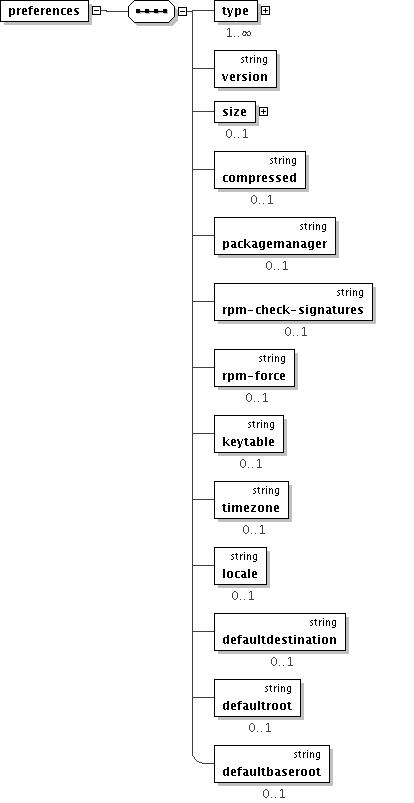 preferences
type
1..∞
string
version
size
0..1
string
compressed
0..1
string
packagemanager
0..1
string
rpm-check-signatures
0..1
string
rpm-force
0..1
string
keytable
0..1
string
timezone
0..1
string
locale
0..1
string
defaultdestination
0..1
string
defaultroot
0..1
string
defaultbaseroot
0..1